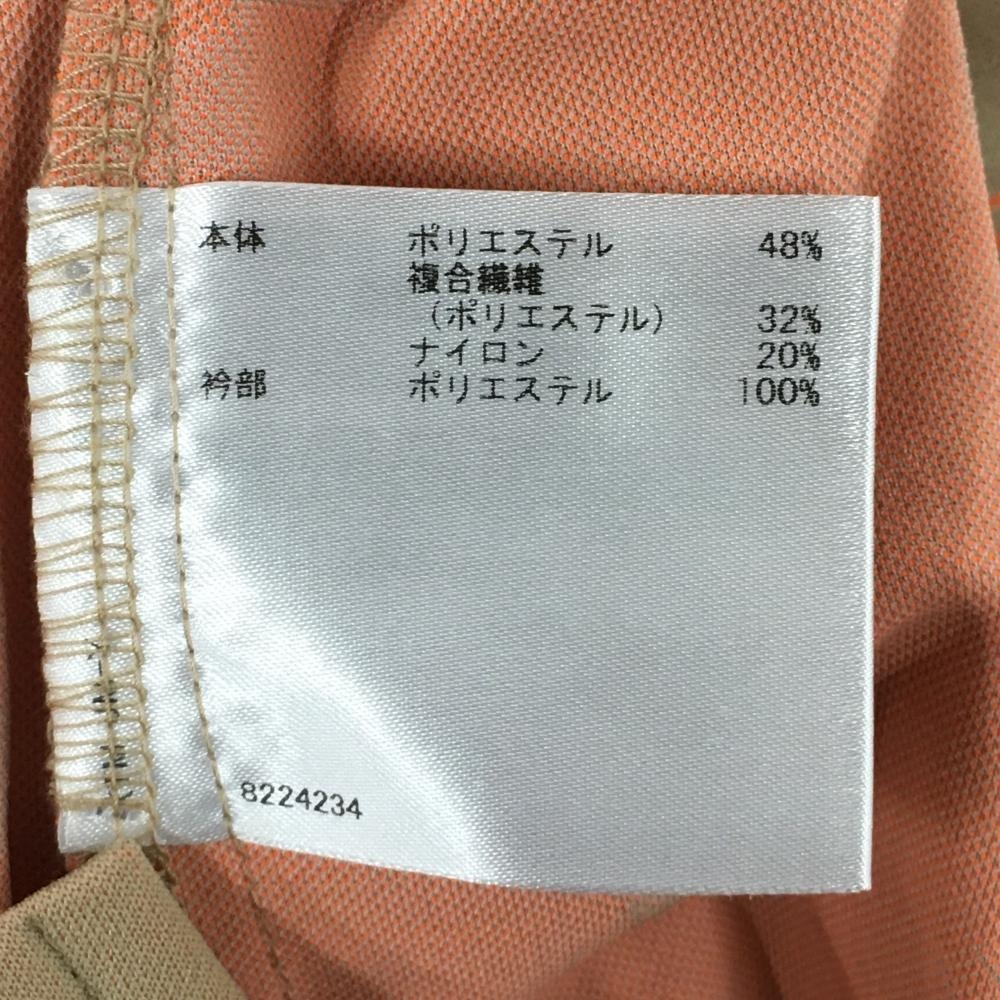 本体 ポリエステル 48%
複合繊維
（ポリエステル） 32%
ナイロン 20%
衿部 ポリエステル 100%
8224234